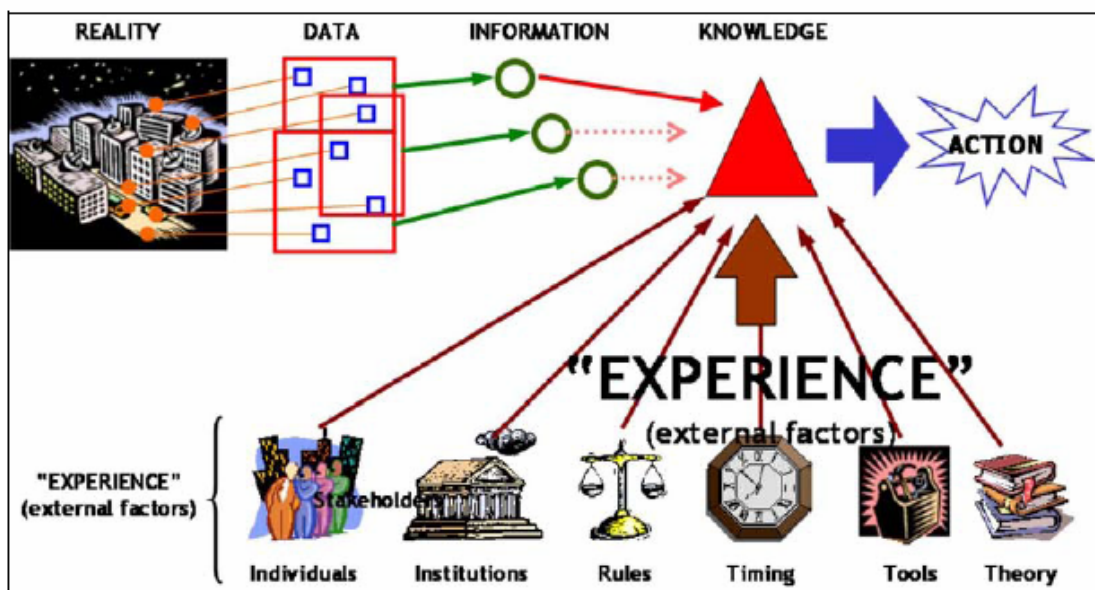 REALITY DATA INFORMATION KNOWLEDGE
ACTION
“EXPERIENCE”
(external factors)
"EXPERIENCE"
(external factors)
Stakeholders
Individuals Institutions Rules Timing Tools Theory